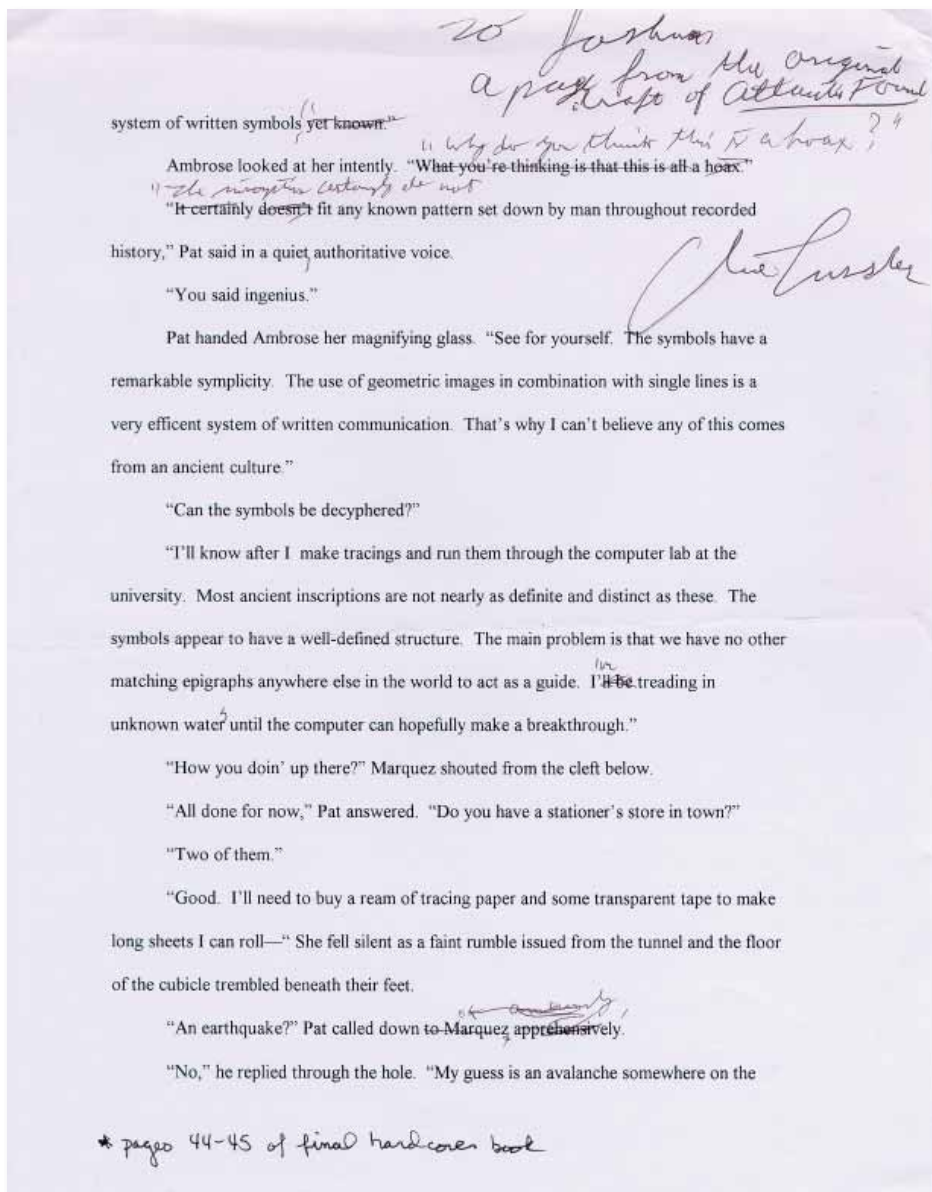 To Joshua
a page from the original
draft of Atlantis Found
system of written symbols yet known."
"Why do you think this is a hoax?"
Ambrose looked at her intently. “What you're thinking is that this is all a hoax.”
"The certainly do not
“It certainly doesn't fit any known pattern set down by man throughout recorded
history,” Pat said in a quiet, authoritative voice.
Clive Cussler
“You said ingenius.”
Pat handed Ambrose her magnifying glass. “See for yourself. The symbols have a
remarkable symplicity. The use of geometric images in combination with single lines is a
very efficent system of written communication. That's why I can't believe any of this comes
from an ancient culture.”
“Can the symbols be decyphered?”
“I'll know after I make tracings and run them through the computer lab at the
university. Most ancient inscriptions are not nearly as definite and distinct as these. The
symbols appear to have a well-defined structure. The main problem is that we have no other
matching epigraphs anywhere else in the world to act as a guide. I'll be treading in
unknown waters until the computer can hopefully make a breakthrough.”
“How you doin' up there?” Marquez shouted from the cleft below.
“All done for now,” Pat answered. “Do you have a stationer's store in town?”
“Two of them.”
“Good. I'll need to buy a ream of tracing paper and some transparent tape to make
long sheets I can roll—“ She fell silent as a faint rumble issued from the tunnel and the floor
of the cubicle trembled beneath their feet.
“An earthquake?” Pat called down to Marquez apprehensively.
“No,” he replied through the hole. “My guess is an avalanche somewhere on the
* pages 44-45 of final hardcover book